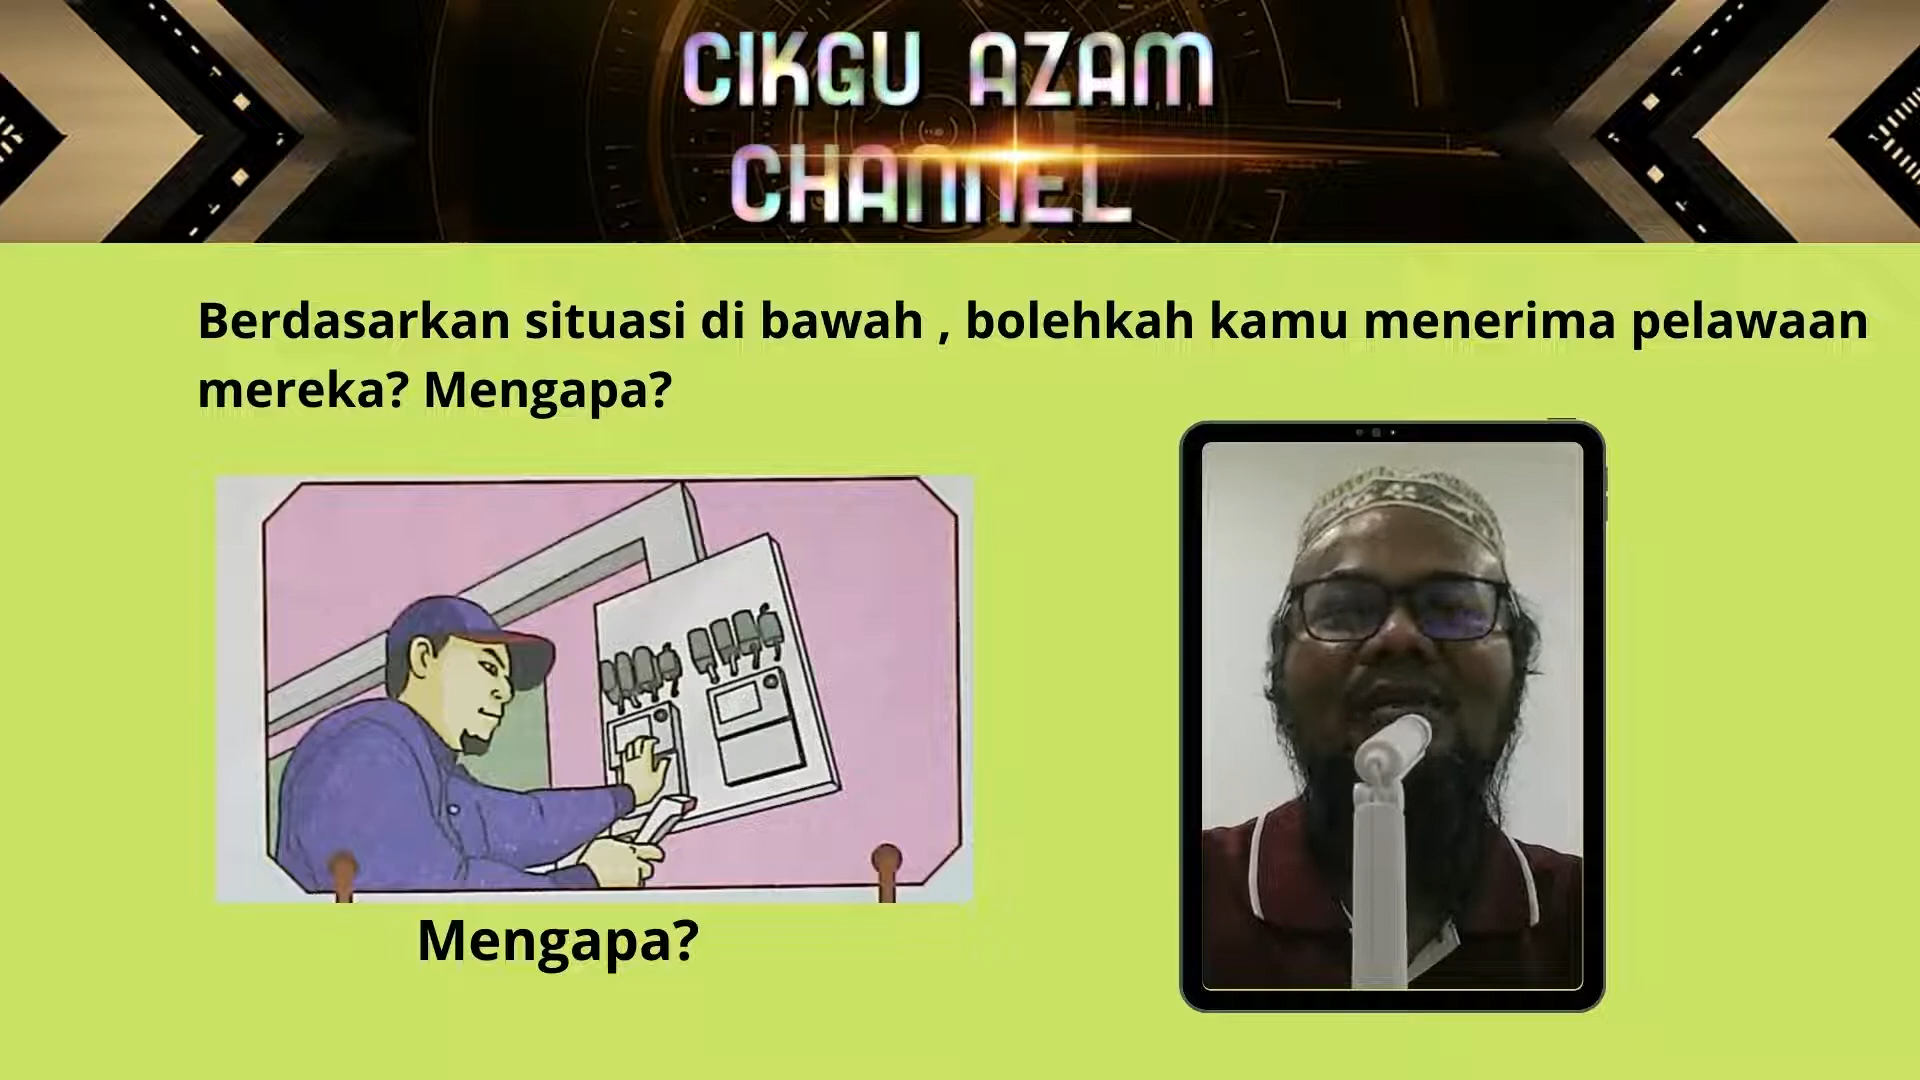 CIKGU AZAM
CHANNEL
Berdasarkan situasi di bawah , bolehkah kamu menerima pelawaan
mereka? Mengapa?
Mengapa?